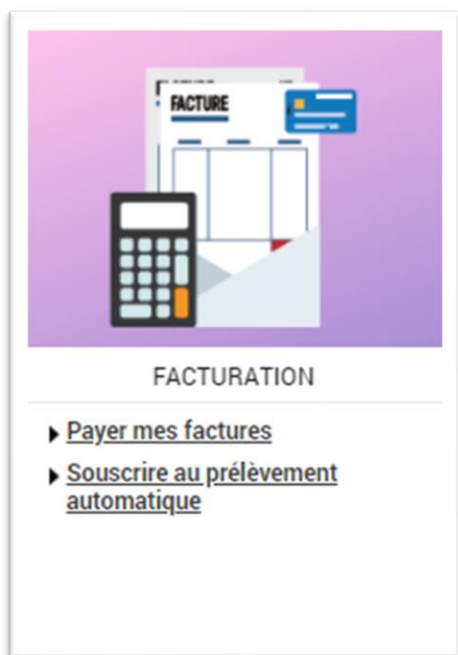 FACTURE
FACTURATION
Payer mes factures
Souscrire au prélèvement
automatique